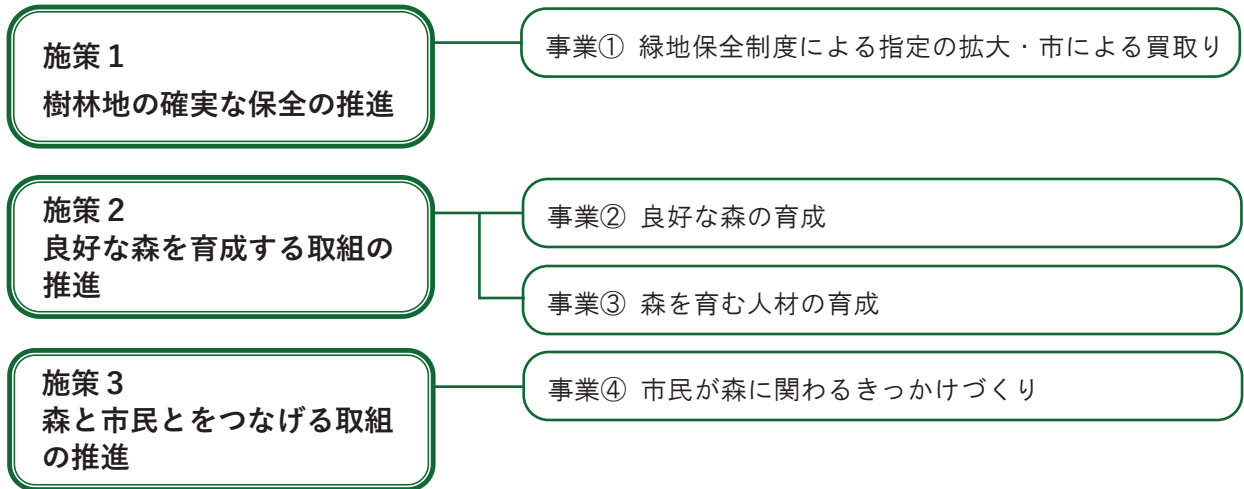 施策１
樹林地の確実な保全の推進
事業① 緑地保全制度による指定の拡大・市による買取り
施策２
良好な森を育成する取組の
推進
事業② 良好な森の育成
事業③ 森を育む人材の育成
施策３
森と市民とをつなげる取組
の推進
事業④ 市民が森に関わるきっかけづくり